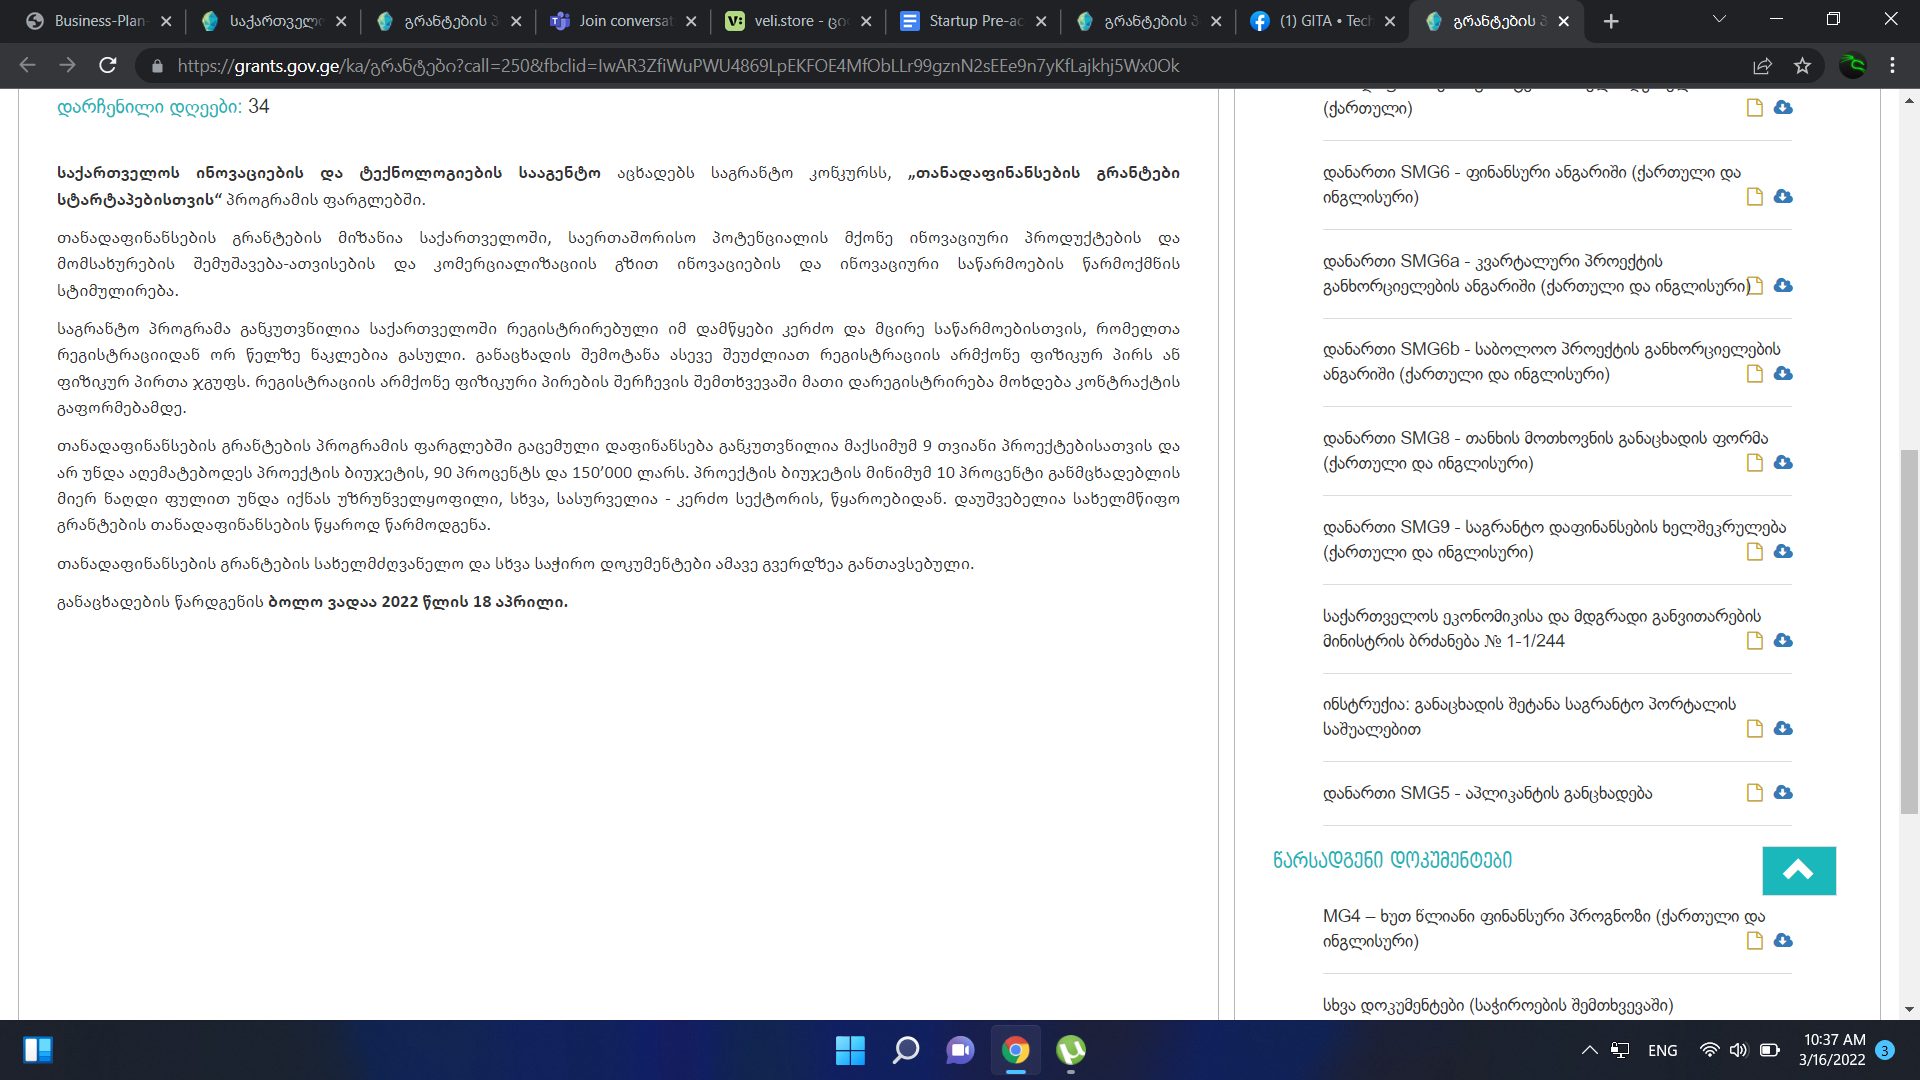 Business-Plan-
საქართველო
გრანტების პ
Join conversat
veli.store - ცი
Startup Pre-ac
გრანტების პ
(1) GITA • Tech
გრანტების პ
https://grants.gov.ge/ka/გრანტები?call=250&fbclid=IwAR3ZfiWuPWU4869LpEKFOE4MfObLLr99gznN2sEEe9n7yKfLajkhj5Wx0Ok
დარჩენილი დღეები: 34
საქართველოს ინოვაციების და ტექნოლოგიების სააგენტო აცხადებს საგრანტო კონკურსს, „თანადაფინანსების გრანტები
სტარტაპებისთვის“ პროგრამის ფარგლებში.
თანადაფინანსების გრანტების მიზანია საქართველოში, საერთაშორისო პოტენციალის მქონე ინოვაციური პროდუქტების და
მომსახურების შემუშავება-ათვისების და კომერციალიზაციის გზით ინოვაციების და ინოვაციური საწარმოების წარმოქმნის
სტიმულირება.
საგრანტო პროგრამა განკუთვნილია საქართველოში რეგისტრირებული იმ დამწყები კერძო და მცირე საწარმოებისთვის, რომელთა
რეგისტრაციიდან ორ წელზე ნაკლებია გასული. განაცხადის შემოტანა ასევე შეუძლიათ რეგისტრაციის არმქონე ფიზიკურ პირს ან
ფიზიკურ პირთა ჯგუფს. რეგისტრაციის არმქონე ფიზიკური პირების შერჩევის შემთხვევაში მათი დარეგისტრირება მოხდება კონტრაქტის
გაფორმებამდე.
თანადაფინანსების გრანტების პროგრამის ფარგლებში გაცემული დაფინანსება განკუთვნილია მაქსიმუმ 9 თვიანი პროექტებისათვის და
არ უნდა აღემატებოდეს პროექტის ბიუჯეტის, 90 პროცენტს და 150’000 ლარს. პროექტის ბიუჯეტის მინიმუმ 10 პროცენტი განმცხადებლის
მიერ ნაღდი ფულით უნდა იქნას უზრუნველყოფილი, სხვა, სასურველია - კერძო სექტორის, წყაროებიდან. დაუშვებელია სახელმწიფო
გრანტების თანადაფინანსების წყაროდ წარმოდგენა.
თანადაფინანსების გრანტების სახელმძღვანელო და სხვა საჭირო დოკუმენტები ამავე გვერდზეა განთავსებული.
განაცხადების წარდგენის ბოლო ვადაა 2022 წლის 18 აპრილი.
(ქართული)
დანართი SMG6 - ფინანსური ანგარიში (ქართული და
ინგლისური)
დანართი SMG6a - კვარტალური პროექტის
განხორციელების ანგარიში (ქართული და ინგლისური)
დანართი SMG6b - საბოლოო პროექტის განხორციელების
ანგარიში (ქართული და ინგლისური)
დანართი SMG8 - თანხის მოთხოვნის განაცხადის ფორმა
(ქართული და ინგლისური)
დანართი SMG9 - საგრანტო დაფინანსების ხელშეკრულება
(ქართული და ინგლისური)
საქართველოს ეკონომიკისა და მდგრადი განვითარების
მინისტრის ბრძანება № 1-1/244
ინსტრუქია: განაცხადის შეტანა საგრანტო პორტალის
საშუალებით
დანართი SMG5 - აპლიკანტის განცხადება
წარსადგენი დოკუმენტები
MG4 – ხუთ წლიანი ფინანსური პროგნოზი (ქართული და
ინგლისური)
სხვა დოკუმენტები (საჭიროების შემთხვევაში)
ENG
10:37 AM
3/16/2022
3